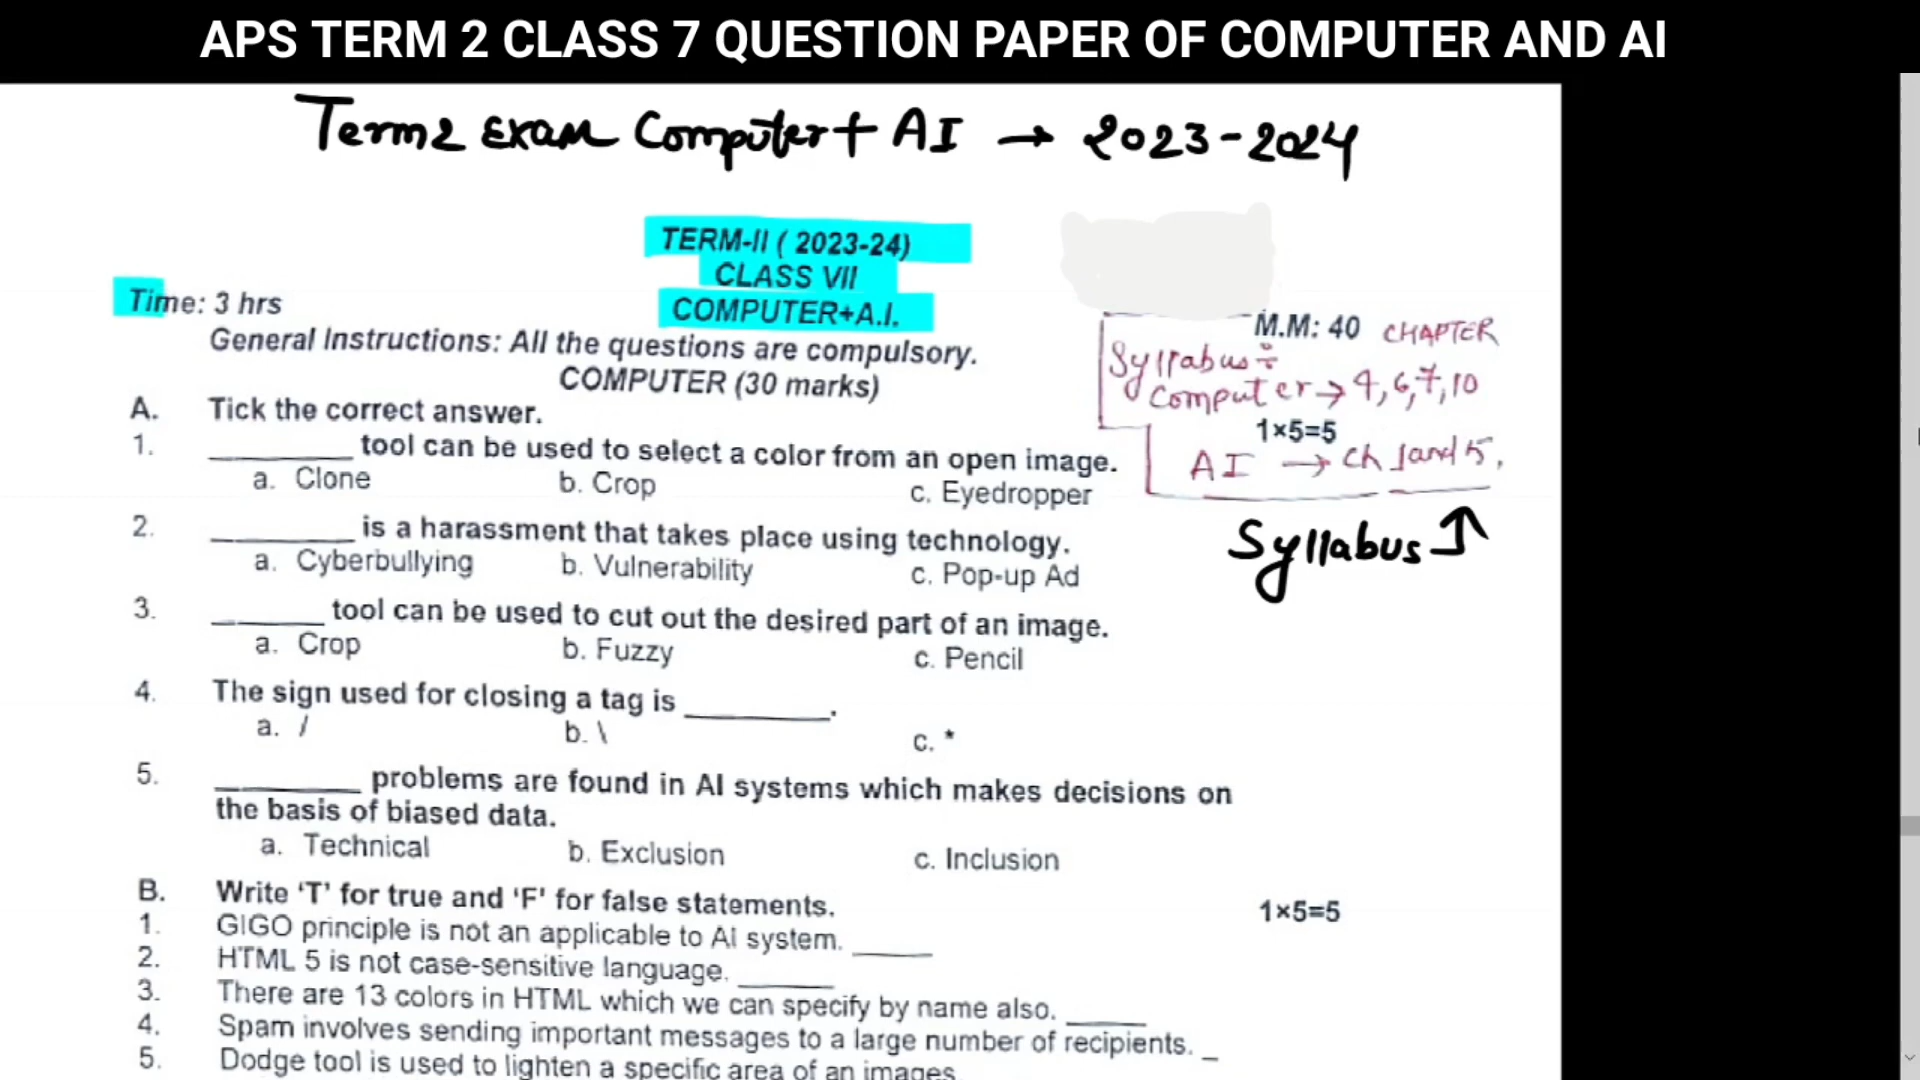 APS TERM 2 CLASS 7 QUESTION PAPER OF COMPUTER AND AI
Term2 Exam Computer + AI → 2023-2024
TERM-II ( 2023-24)
CLASS VII
Time: 3 hrs COMPUTER+A.I.
M.M: 40 CHAPTER
General Instructions: All the questions are compulsory.
Syllabus÷
COMPUTER (30 marks)
Computer → 4,6,7,10
A. Tick the correct answer. 1×5=5
1. ________ tool can be used to select a color from an open image.
AI → Ch 1and 5,
a. Clone b. Crop c. Eyedropper
Syllabus ↑
2. ________ is a harassment that takes place using technology.
a. Cyberbullying b. Vulnerability c. Pop-up Ad
3. ______ tool can be used to cut out the desired part of an image.
a. Crop b. Fuzzy c. Pencil
4. The sign used for closing a tag is ________.
a. / b. \ c. *
5. ________ problems are found in AI systems which makes decisions on
the basis of biased data.
a. Technical b. Exclusion c. Inclusion
B. Write ‘T’ for true and ‘F’ for false statements. 1×5=5
1. GIGO principle is not an applicable to Ai system. _____
2. HTML 5 is not case-sensitive language. _____
3. There are 13 colors in HTML which we can specify by name also. _____
4. Spam involves sending important messages to a large number of recipients. _
5. Dodge tool is used to lighten a specific area of an images.